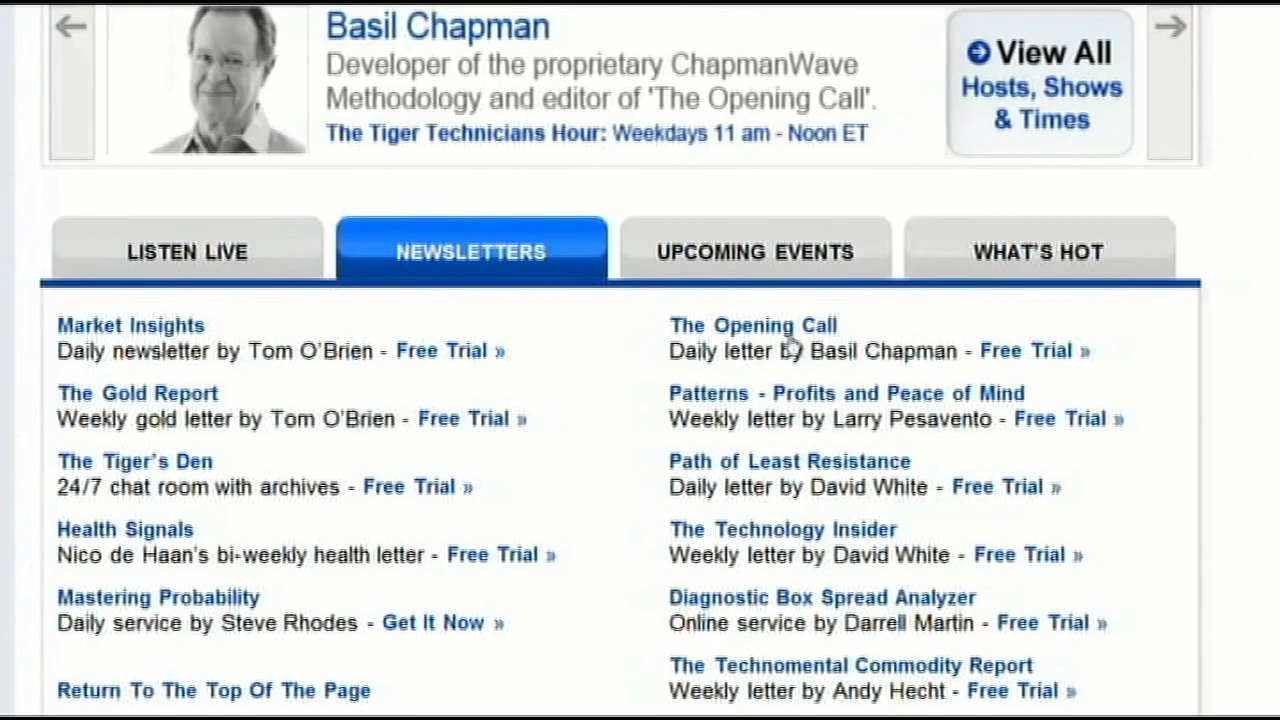 Basil Chapman
Developer of the proprietary ChapmanWave
Methodology and editor of 'The Opening Call'.
The Tiger Technicians Hour: Weekdays 11 am - Noon ET
View All
Hosts, Shows
& Times
LISTEN LIVE
NEWSLETTERS
UPCOMING EVENTS
WHAT'S HOT
Market Insights
Daily newsletter by Tom O'Brien - Free Trial »
The Gold Report
Weekly gold letter by Tom O'Brien - Free Trial »
The Tiger's Den
24/7 chat room with archives - Free Trial »
Health Signals
Nico de Haan's bi-weekly health letter - Free Trial »
Mastering Probability
Daily service by Steve Rhodes - Get It Now »
Return To The Top Of The Page
The Opening Call
Daily letter by Basil Chapman - Free Trial »
Patterns - Profits and Peace of Mind
Weekly letter by Larry Pesavento - Free Trial »
Path of Least Resistance
Daily letter by David White - Free Trial »
The Technology Insider
Weekly letter by David White - Free Trial »
Diagnostic Box Spread Analyzer
Online service by Darrell Martin - Free Trial »
The Technomental Commodity Report
Weekly letter by Andy Hecht - Free Trial »